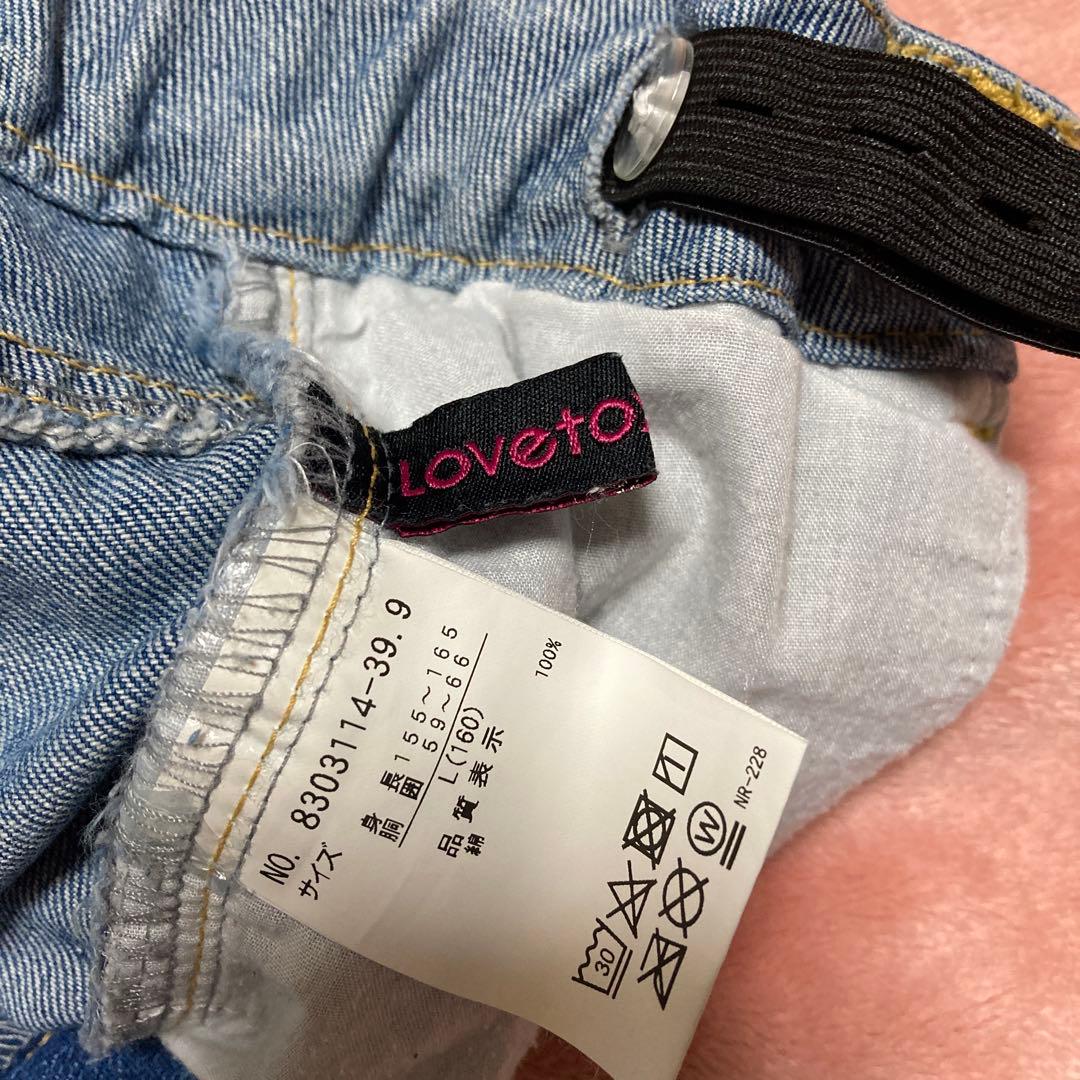 Loveto
NO. 8303114-39.9
サイズ
身長 155~165
胴囲 59~66
L(160)
品質表示
綿 100%
30
W
NR-228